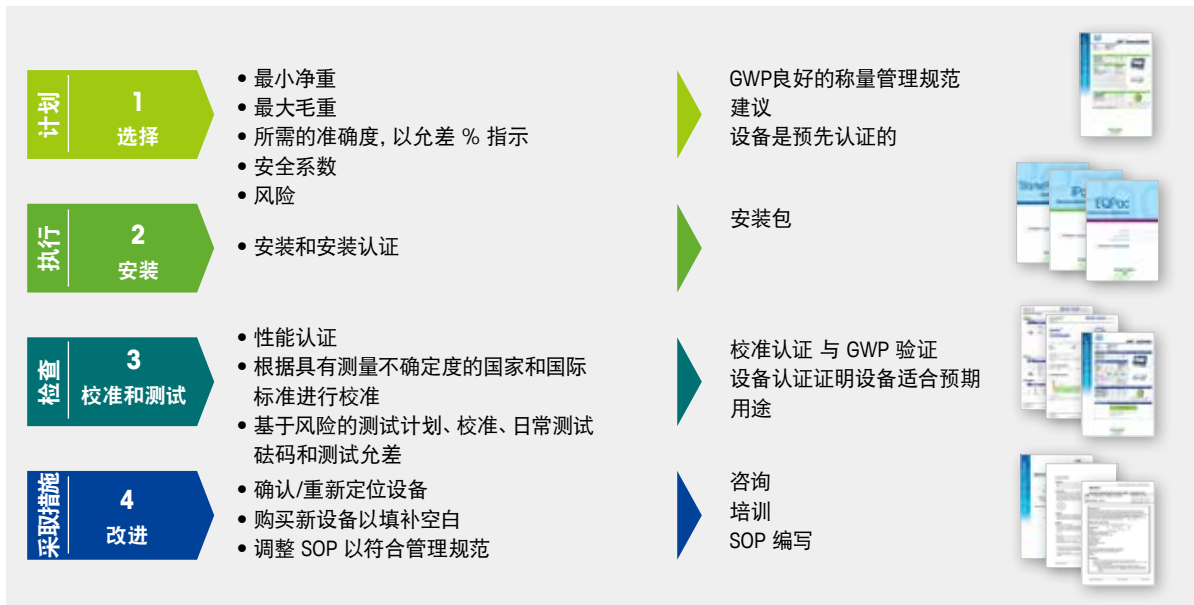 计划
1
选择
• 最小净重
• 最大毛重
• 所需的准确度, 以允差 % 指示
• 安全系数
• 风险
GWP良好的称量管理规范
建议
设备是预先认证的
执行
2
安装
• 安装和安装认证
安装包
EQPac
检查
3
校准和测试
• 性能认证
• 根据具有测量不确定度的国家和国际
标准进行校准
• 基于风险的测试计划、校准、日常测试
砝码和测试允差
校准认证 与 GWP 验证
设备认证证明设备适合预期
用途
采取措施
4
改进
• 确认/重新定位设备
• 购买新设备以填补空白
• 调整 SOP 以符合管理规范
咨询
培训
SOP 编写